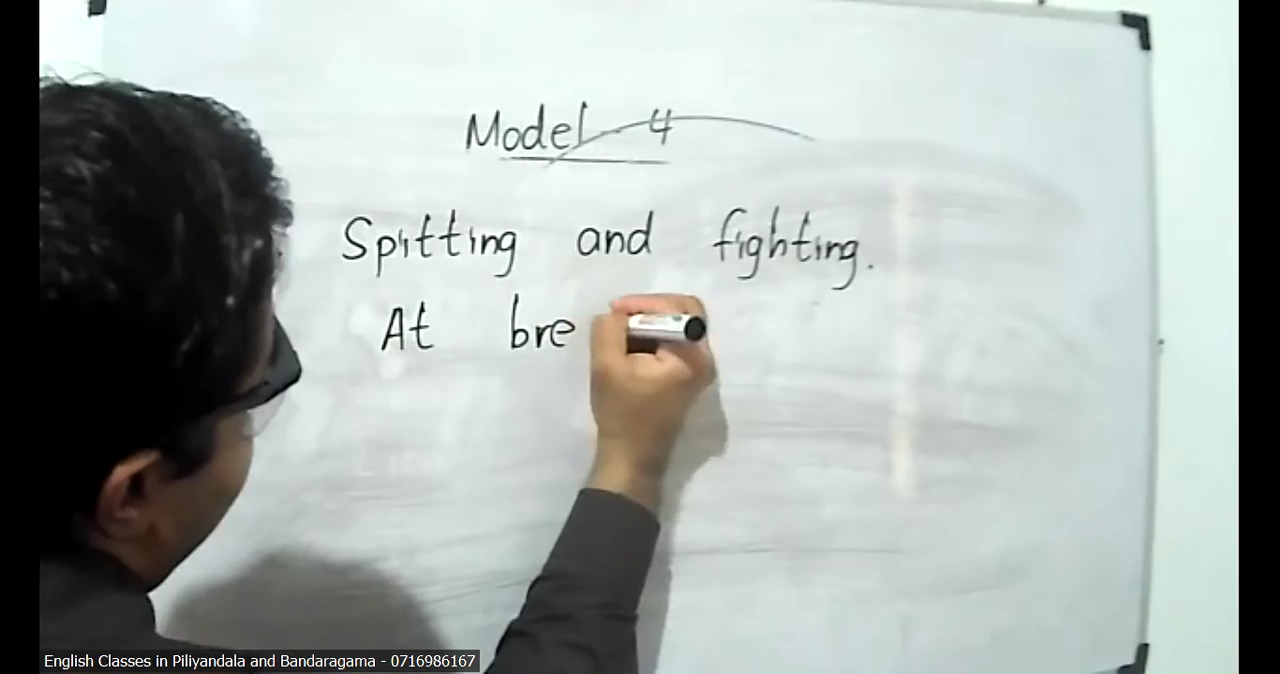 Model - 4
Spitting and fighting.
At bre
English Classes in Piliyandala and Bandaragama - 0716986167